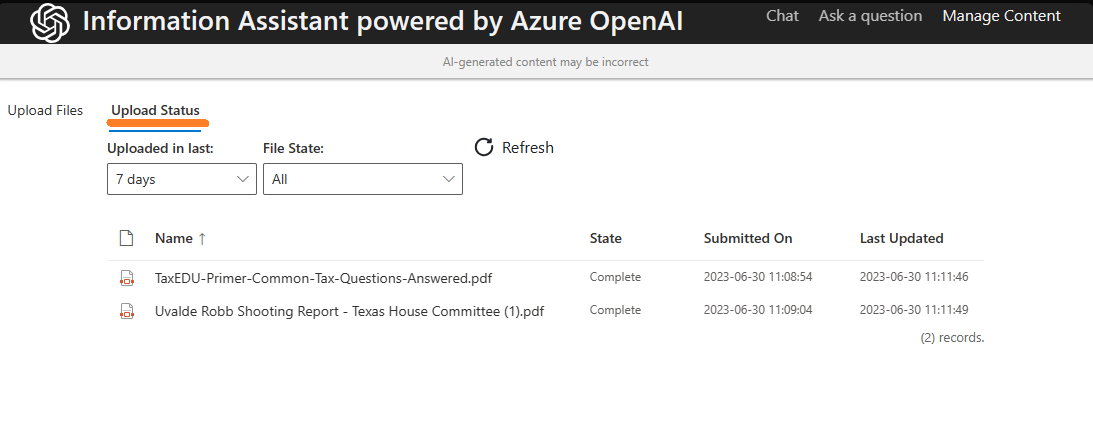 Information Assistant powered by Azure OpenAI Chat Ask a question Manage Content
AI-generated content may be incorrect
Upload Files Upload Status
Uploaded in last: File State: Refresh
7 days All
Name ↑ State Submitted On Last Updated
TaxEDU-Primer-Common-Tax-Questions-Answered.pdf Complete 2023-06-30 11:08:54 2023-06-30 11:11:46
Uvalde Robb Shooting Report - Texas House Committee (1).pdf Complete 2023-06-30 11:09:04 2023-06-30 11:11:49
(2) records.